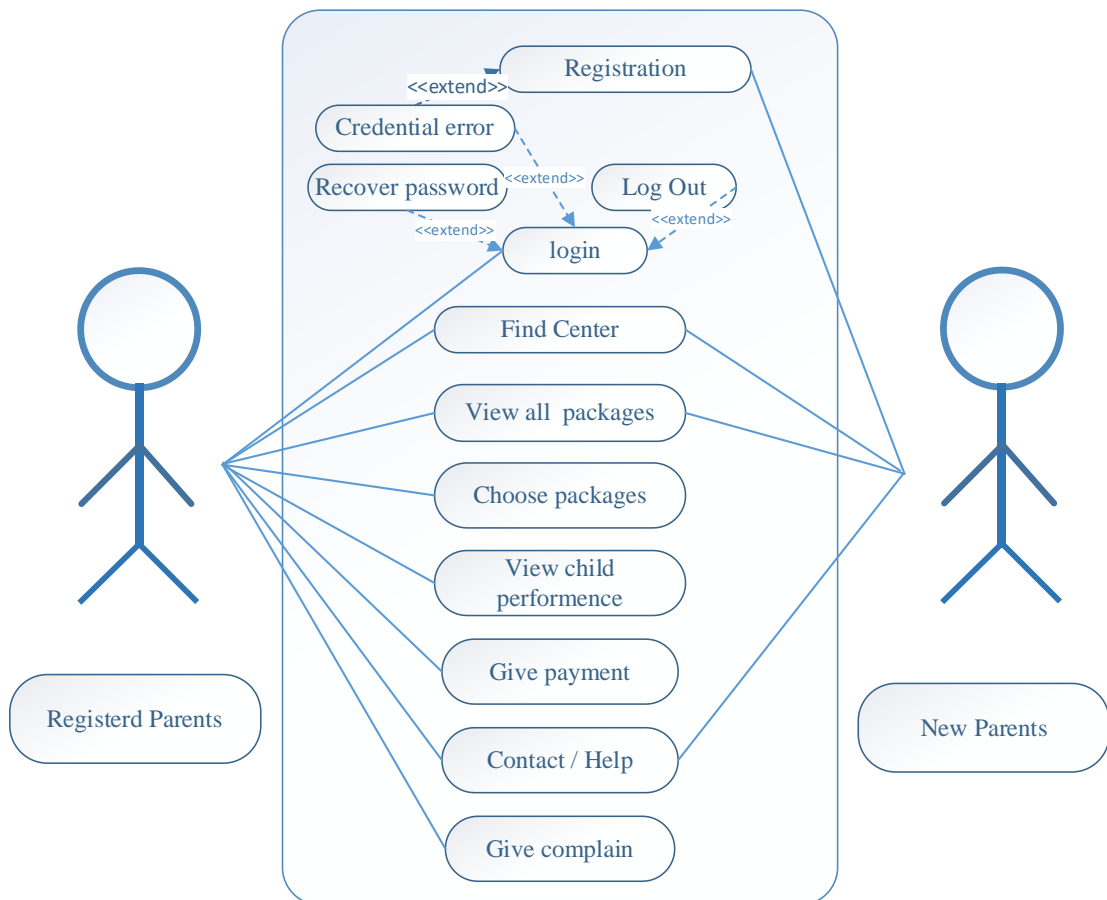 Registration
<<extend>>
Credential error
Recover password
<<extend>>
Log Out
<<extend>>
<<extend>>
login
Find Center
View all packages
Choose packages
View child
performence
Give payment
Registerd Parents
New Parents
Contact / Help
Give complain